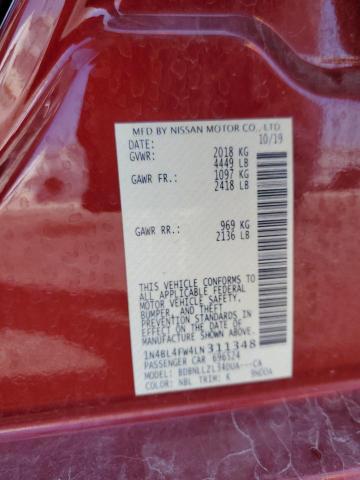 MFD BY NISSAN MOTOR CO., LTD.
DATE: 10/19
GVWR: 2018 KG
4449 LB
GAWR FR.: 1097 KG
2418 LB
GAWR RR.: 969 KG
2136 LB
THIS VEHICLE CONFORMS TO
ALL APPLICABLE FEDERAL
MOTOR VEHICLE SAFETY,
BUMPER, AND THEFT
PREVENTION STANDARDS IN
EFFECT ON THE DATE OF
MANUFACTURE SHOWN ABOVE.
1N4BL4FW4LN311348
PASSENGER CAR 696524
MODEL: BDBNLLZL34DUA---CA
COLOR: NBL TRIM: K